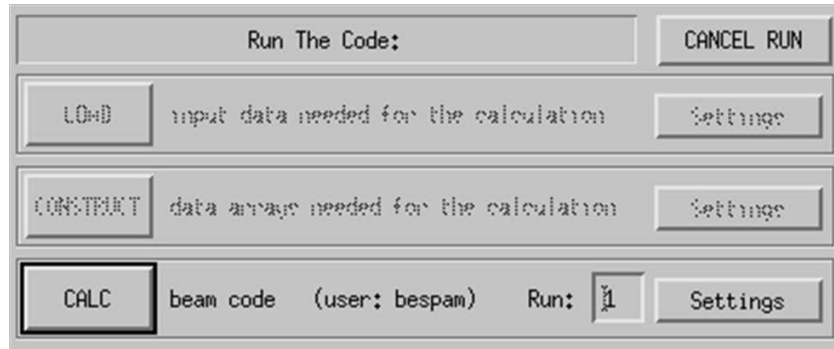 Run The Code: CANCEL RUN
LOAD input data needed for the calculation Settings
CONSTRUCT data arrays needed for the calculation Settings
CALC beam code (user: bespam) Run: 1 Settings